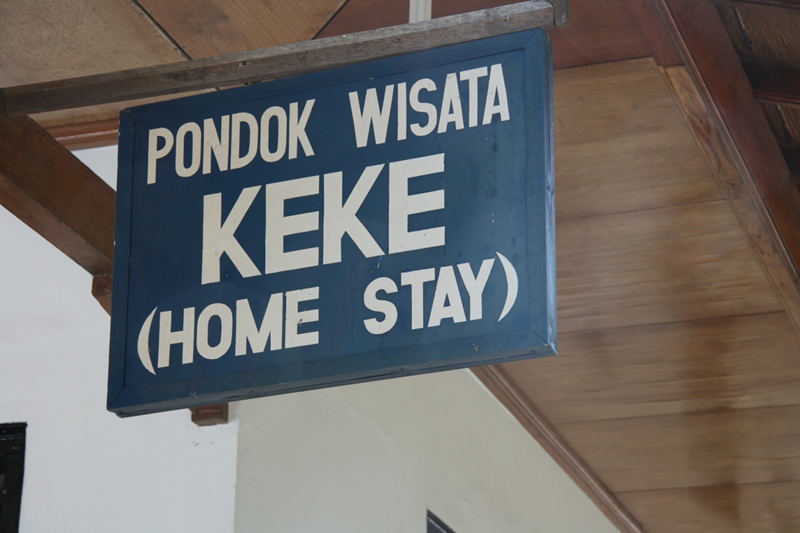 PONDOK WISATA
KEKE
(HOME STAY)